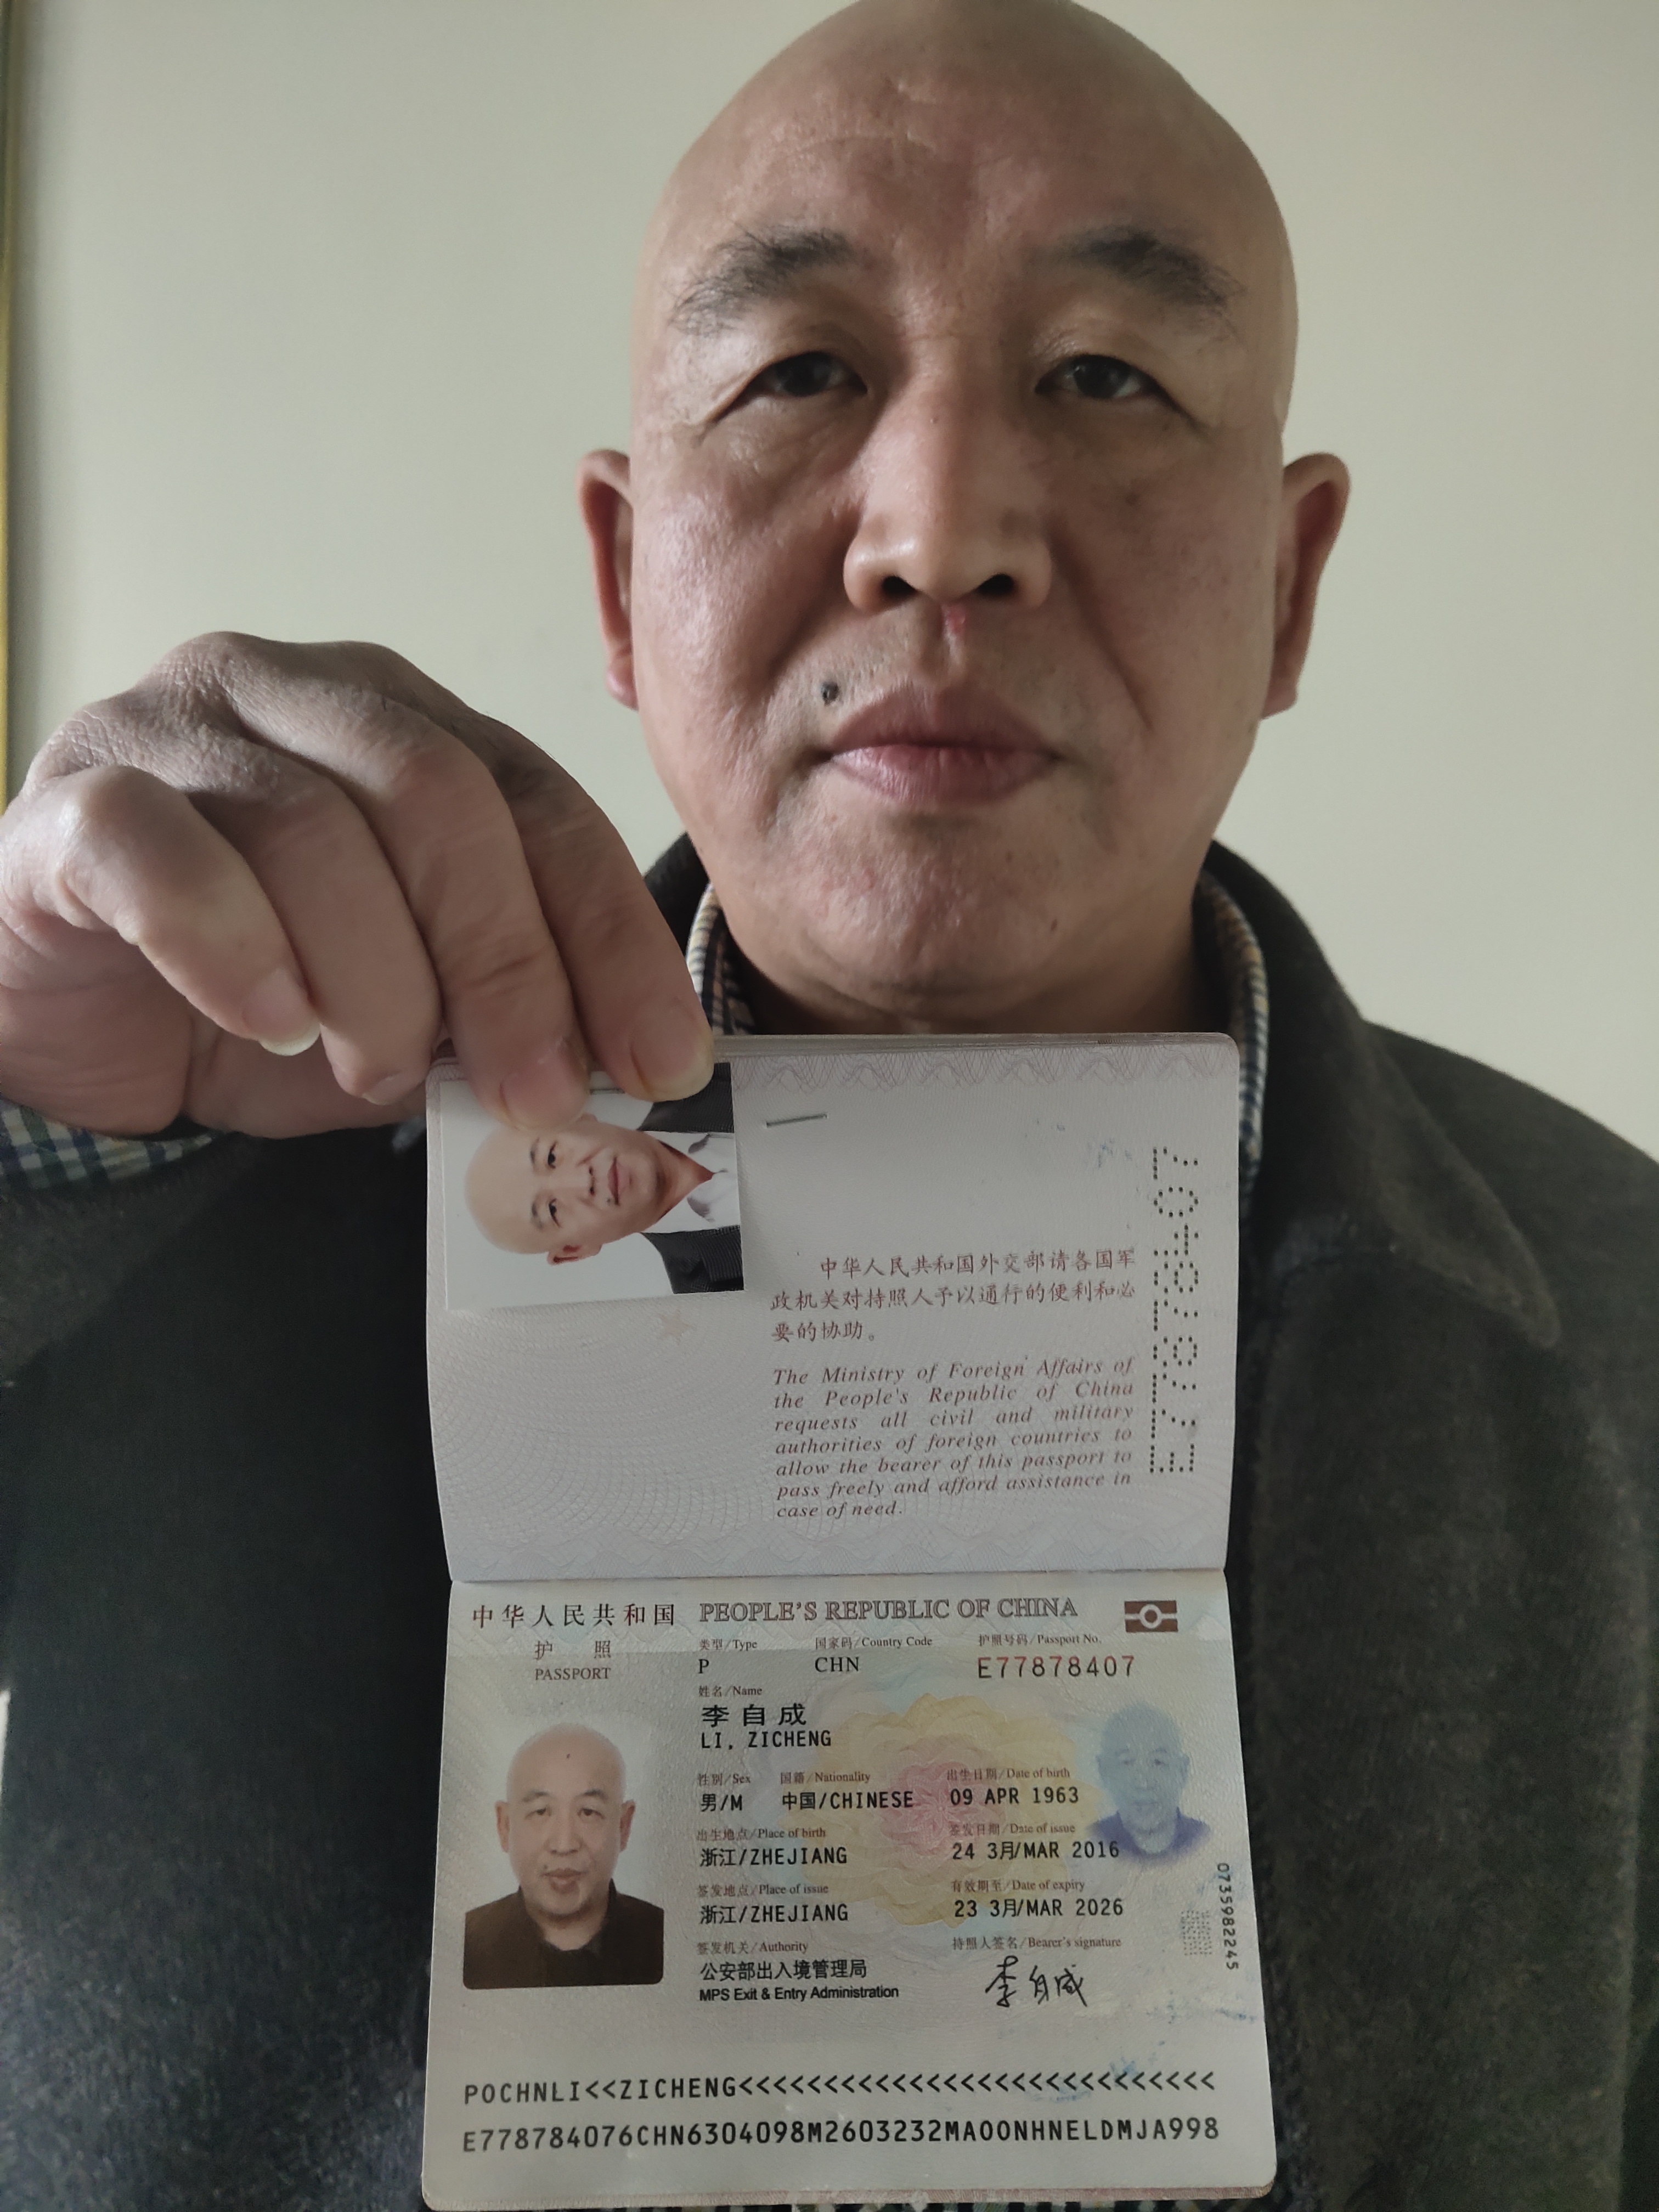 中华人民共和国外交部请各国军
政机关对持照人予以通行的便利和必
要的协助。
The Ministry of Foreign Affairs of
the People's Republic of China
requests all civil and military
authorities of foreign countries to
allow the bearer of this passport to
pass freely and afford assistance in
case of need.
E77878407
中华人民共和国 PEOPLE'S REPUBLIC OF CHINA
护 照
PASSPORT
类型/Type 国家码/Country Code 护照号码/Passport No.
P CHN E77878407
姓名/Name
李自成
LI, ZICHENG
性别/Sex 国籍/Nationality 出生日期/Date of birth
男/M 中国/CHINESE 09 APR 1963
出生地点/Place of birth 签发日期/Date of issue
浙江/ZHEJIANG 24 3月/MAR 2016
签发地点/Place of issue 有效期至/Date of expiry
浙江/ZHEJIANG 23 3月/MAR 2026
签发机关/Authority 持照人签名/Bearer's signature
公安部出入境管理局 李自成
MPS Exit & Entry Administration
0735982245
POCHNLI<<ZICHENG<<<<<<<<<<<<<<<<<<<<<<<<<<<<
E778784076CHN6304098M2603232MAOONHNELDMJA998